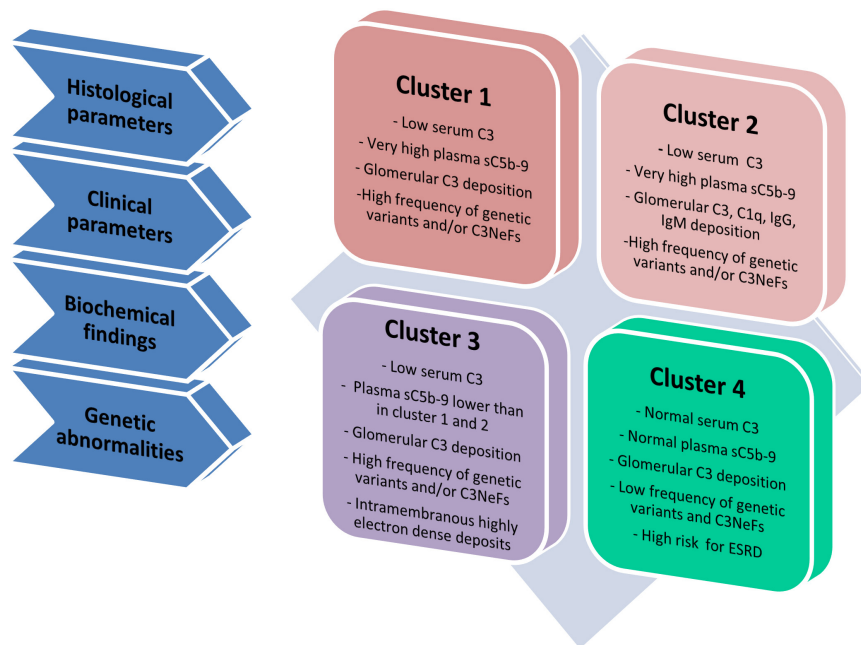 Histological
parameters
Clinical
parameters
Biochemical
findings
Genetic
abnormalities
Cluster 1
- Low serum C3
- Very high plasma sC5b-9
- Glomerular C3 deposition
-High frequency of genetic
variants and/or C3NeFs
Cluster 2
- Low serum C3
- Very high plasma sC5b-9
- Glomerular C3, C1q, IgG,
IgM deposition
-High frequency of genetic
variants and/or C3NeFs
Cluster 3
- Low serum C3
- Plasma sC5b-9 lower than
in cluster 1 and 2
- Glomerular C3 deposition
- High frequency of genetic
variants and/or C3NeFs
- Intramembranous highly
electron dense deposits
Cluster 4
- Normal serum C3
- Normal plasma sC5b-9
- Glomerular C3 deposition
- Low frequency of genetic
variants and C3NeFs
- High risk for ESRD